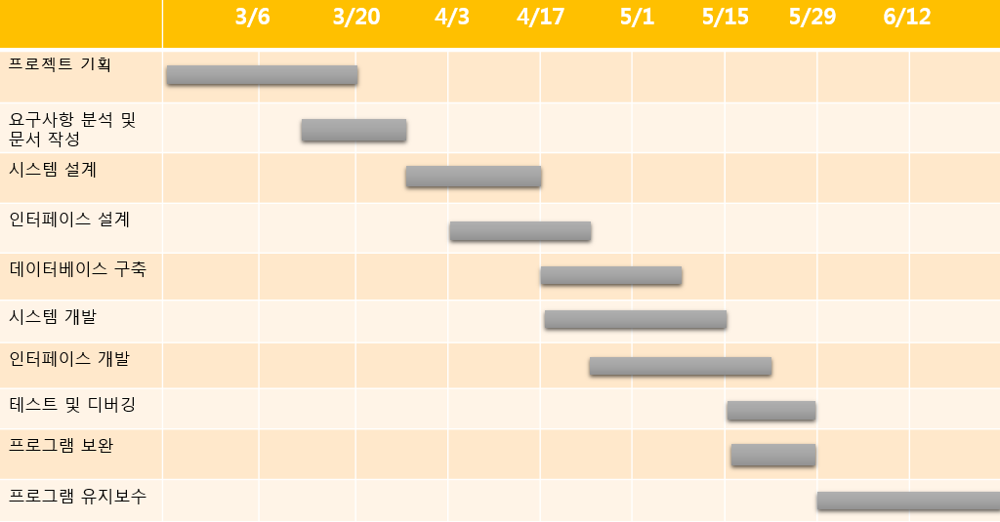 3/6 3/20 4/3 4/17 5/1 5/15 5/29 6/12
프로젝트 기획
요구사항 분석 및
문서 작성
시스템 설계
인터페이스 설계
데이터베이스 구축
시스템 개발
인터페이스 개발
테스트 및 디버깅
프로그램 보완
프로그램 유지보수